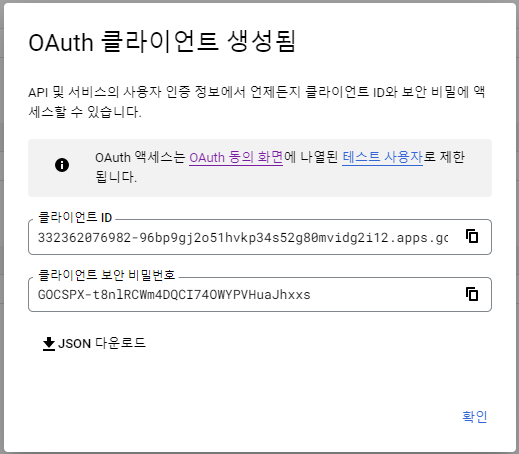 OAuth 클라이언트 생성됨
API 및 서비스의 사용자 인증 정보에서 언제든지 클라이언트 ID와 보안 비밀에 액
세스할 수 있습니다.
OAuth 액세스는 OAuth 동의 화면에 나열된 테스트 사용자로 제한
됩니다.
클라이언트 ID
332362076982-96bp9gj2o51hvkp34s52g80mvidg2i12.apps.gc
클라이언트 보안 비밀번호
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
JSON 다운로드
확인